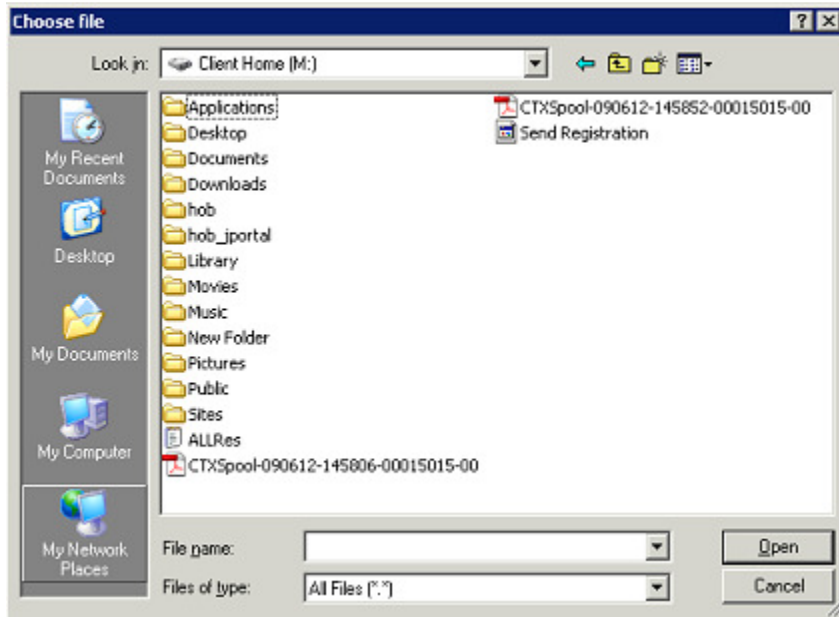 Choose file
Look in: Client Home (M:)
My Recent
Documents
Desktop
My Documents
My Computer
My Network
Places
Applications
Desktop
Documents
Downloads
hob
hob_jportal
Library
Movies
Music
New Folder
Pictures
Public
Sites
ALLRes
CTXSpool-090612-145806-00015015-00
CTXSpool-090612-145852-00015015-00
Send Registration
File name:
Open
Files of type: All Files (*.*)
Cancel